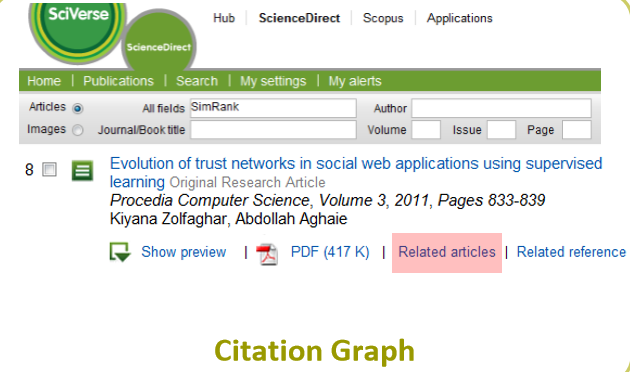 SciVerse
ScienceDirect
Hub | ScienceDirect | Scopus | Applications
Home | Publications | Search | My settings | My alerts
Articles All fields SimRank Author
Images Journal/Book title Volume Issue Page
8 Evolution of trust networks in social web applications using supervised
learning Original Research Article
Procedia Computer Science, Volume 3, 2011, Pages 833-839
Kiyana Zolfaghar, Abdollah Aghaie
Show preview | PDF (417 K) | Related articles | Related reference
Citation Graph